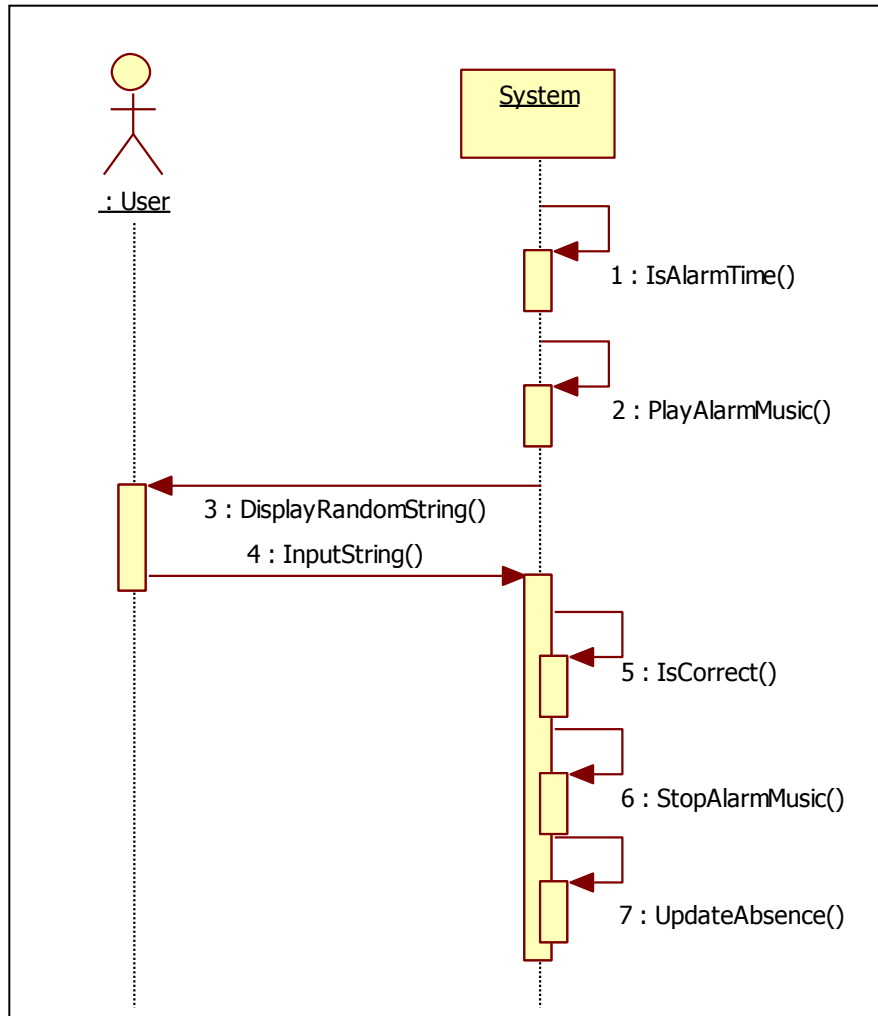 System
: User
1 : IsAlarmTime()
2 : PlayAlarmMusic()
3 : DisplayRandomString()
4 : InputString()
5 : IsCorrect()
6 : StopAlarmMusic()
7 : UpdateAbsence()